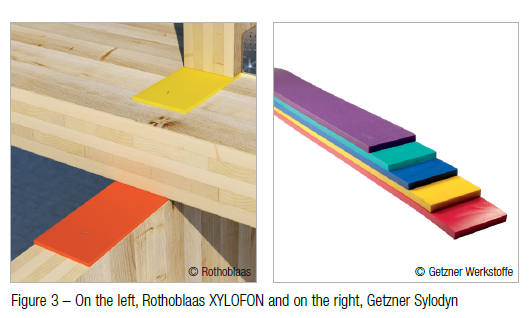 © Rothoblaas
© Getzner Werkstoffe
Figure 3 – On the left, Rothoblaas XYLOFON and on the right, Getzner Sylodyn